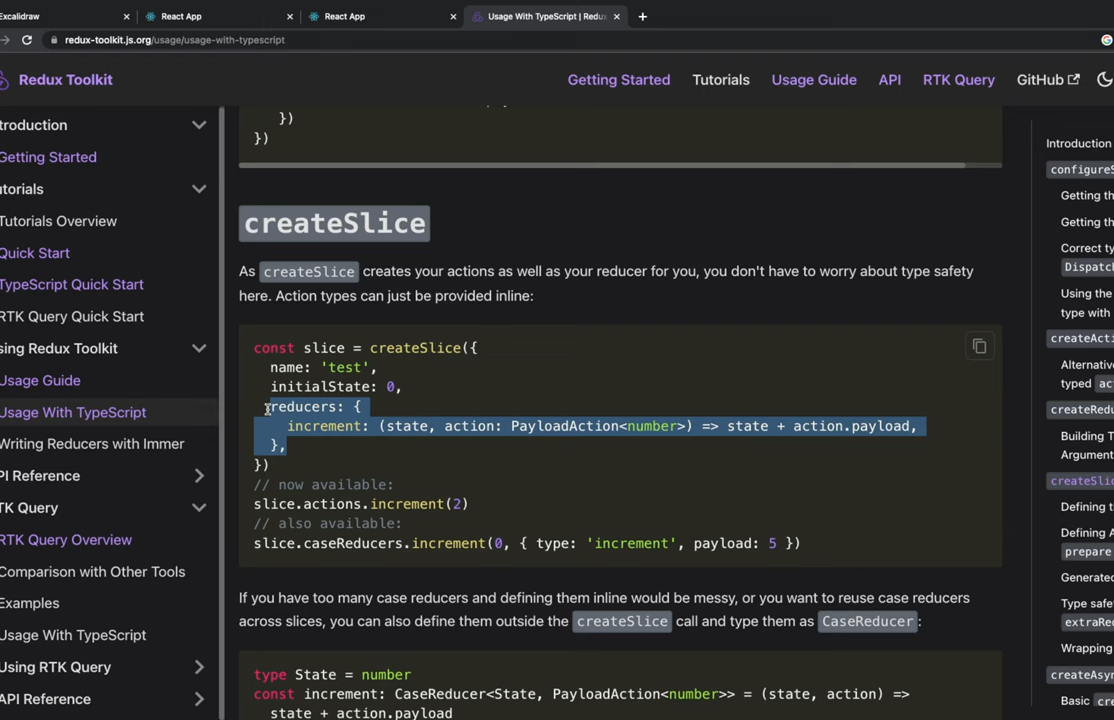 Excalidraw
React App
React App
Usage With TypeScript | Redux
redux-toolkit.js.org/usage/usage-with-typescript
Redux Toolkit
Getting Started
Tutorials
Usage Guide
API
RTK Query
GitHub
troduction
Getting Started
utorials
Tutorials Overview
Quick Start
TypeScript Quick Start
RTK Query Quick Start
sing Redux Toolkit
Usage Guide
Usage With TypeScript
Writing Reducers with Immer
PI Reference
TK Query
RTK Query Overview
Comparison with Other Tools
Examples
Usage With TypeScript
Using RTK Query
API Reference
})
})
createSlice
As createSlice creates your actions as well as your reducer for you, you don't have to worry about type safety
here. Action types can just be provided inline:
const slice = createSlice({
name: 'test',
initialState: 0,
reducers: {
increment: (state, action: PayloadAction<number>) => state + action.payload,
},
})
// now available:
slice.actions.increment(2)
// also available:
slice.caseReducers.increment(0, { type: 'increment', payload: 5 })
If you have too many case reducers and defining them inline would be messy, or you want to reuse case reducers
across slices, you can also define them outside the createSlice call and type them as CaseReducer:
type State = number
const increment: CaseReducer<State, PayloadAction<number>> = (state, action) =>
state + action.payload
Introduction
configureS
Getting th
Getting th
Correct ty
Dispatch
Using the
type with
createActi
Alternativ
typed ac
createRedu
Building T
Argument
createSlic
Defining th
Defining A
prepare
Generated
Type safet
extraRed
Wrapping
createAsyn
Basic cre